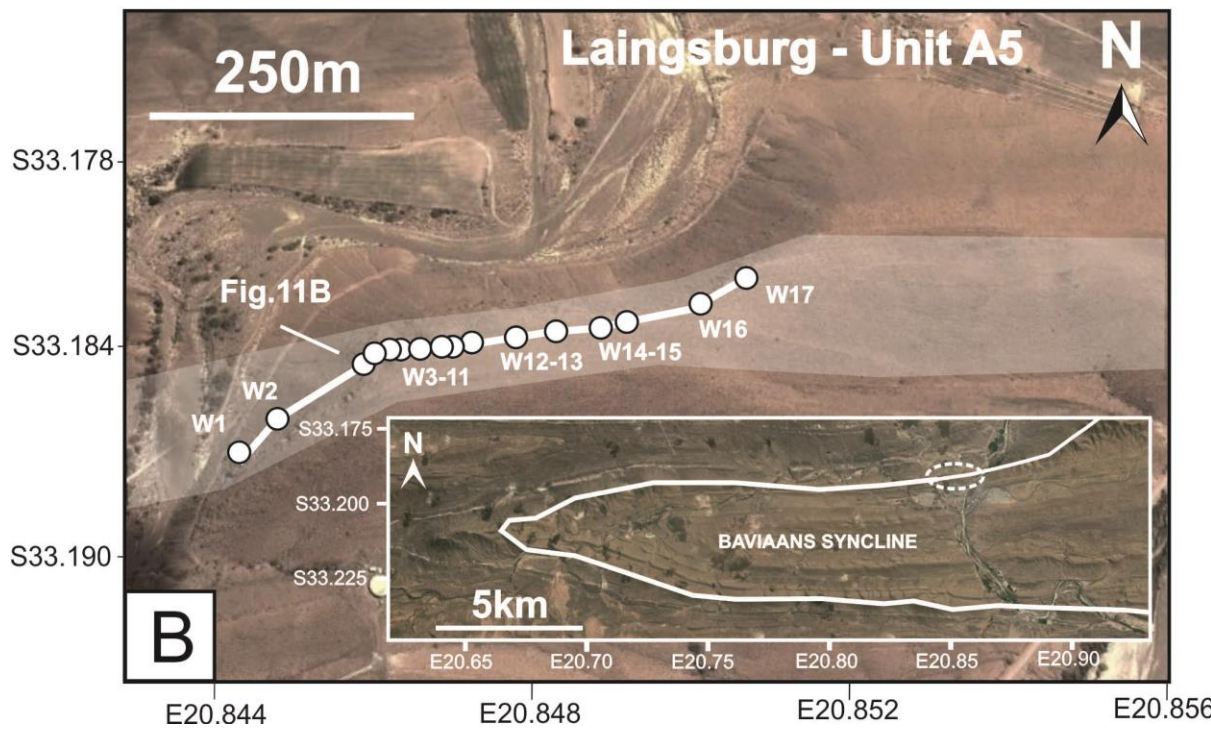 250m
Laingsburg - Unit A5
N
S33.178
Fig.11B
W17
W16
S33.184
W14-15
W12-13
W3-11
W2
W1
S33.175
N
S33.200
BAVIAANS SYNCLINE
S33.190
S33.225
5km
B
E20.65
E20.70
E20.75
E20.80
E20.85
E20.90
E20.844
E20.848
E20.852
E20.856